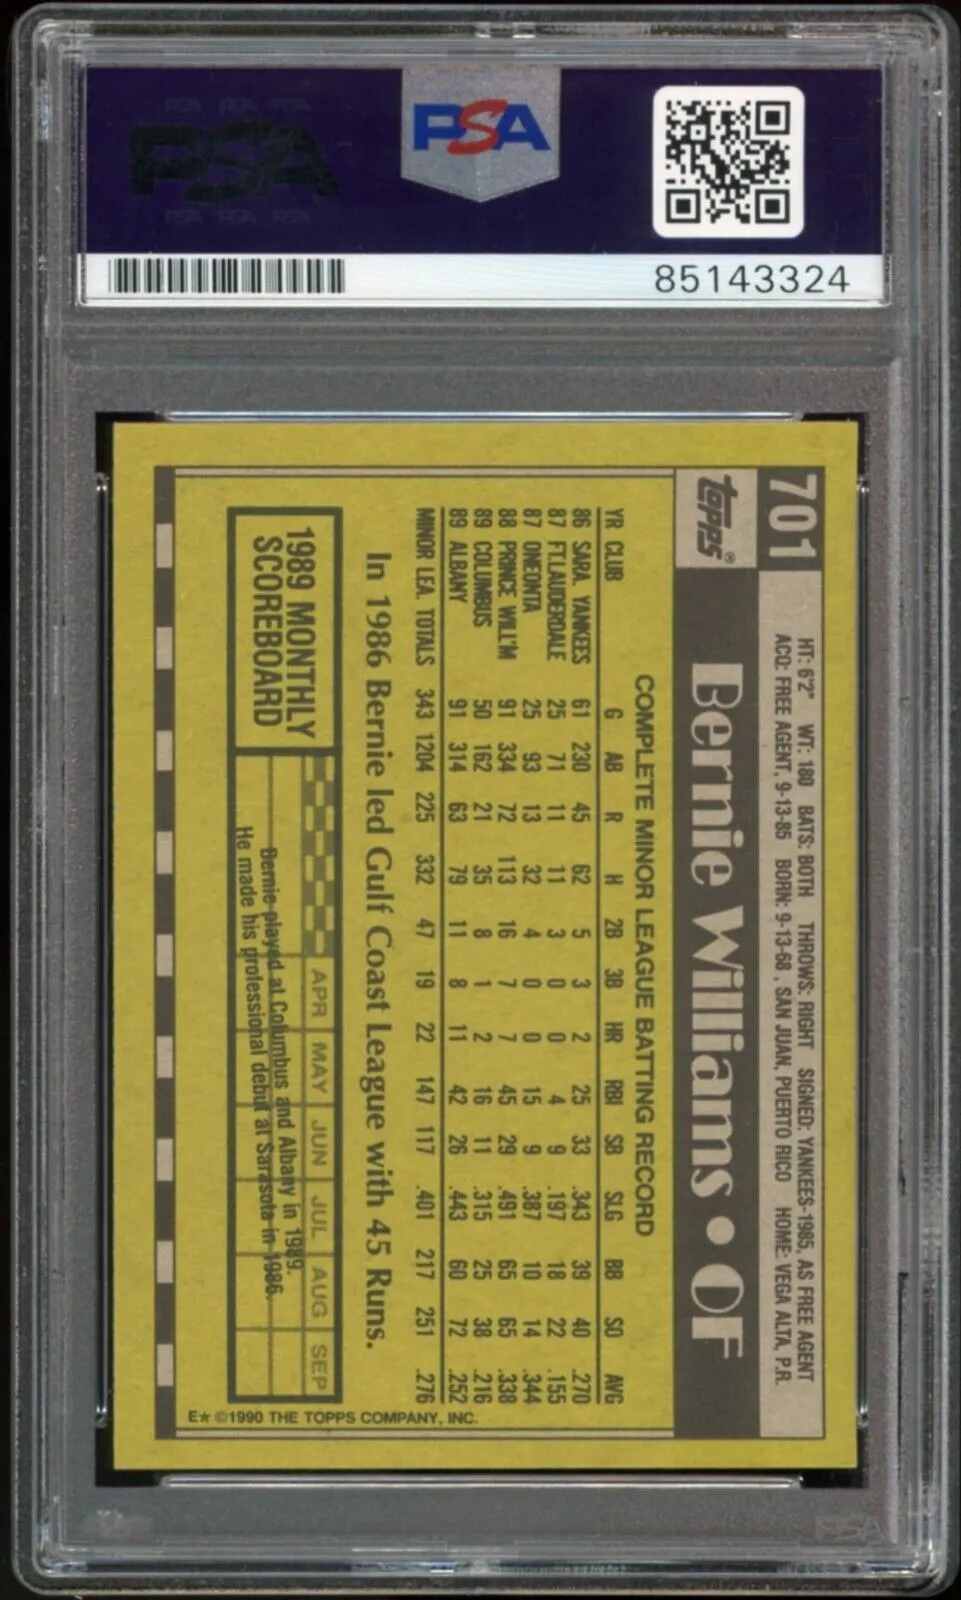 PSA
85143324
701
HT: 6'2" WT: 180 BATS: BOTH THROWS: RIGHT SIGNED: YANKEES-1985, AS FREE AGENT
ACQ: FREE AGENT, 9-13-85 BORN: 9-13-68, SAN JUAN, PUERTO RICO HOME: VEGA ALTA, P.R.
TOPPS®
Bernie Williams • OF
COMPLETE MINOR LEAGUE BATTING RECORD
YR CLUB G AB R H 2B 3B HR RBI SB SLG BB SO AVG
86 SARA. YANKEES 61 230 45 62 5 3 2 25 33 .343 39 40 .270
87 FT.LAUDERDALE 25 71 11 11 3 0 0 4 9 .197 18 22 .155
87 ONEONTA 25 93 13 32 4 0 0 15 9 .387 10 14 .344
88 PRINCE WILL'M 91 334 72 113 16 7 7 45 29 .491 65 65 .338
89 COLUMBUS 50 162 21 35 8 1 2 16 11 .315 25 38 .216
89 ALBANY 91 314 63 79 11 8 11 42 26 .443 60 72 .252
MINOR LEA. TOTALS 343 1204 225 332 47 19 22 147 117 .401 217 251 .276
In 1986 Bernie led Gulf Coast League with 45 Runs.
1989 MONTHLY
SCOREBOARD
APR MAY JUN JUL AUG SEP
Bernie played at Columbus and Albany in 1989.
He made his professional debut at Sarasota in 1986.
E★ ©1990 THE TOPPS COMPANY, INC.